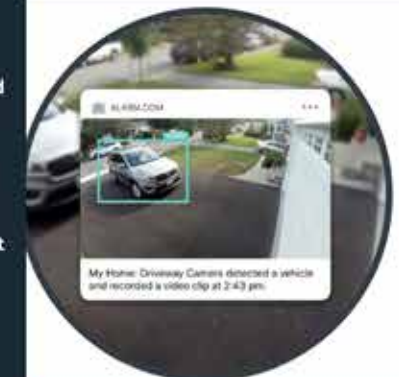 d
t
ALARM.COM
My Home: Driveway Camera detected a vehicle
and recorded a video clip at 2:43 pm.